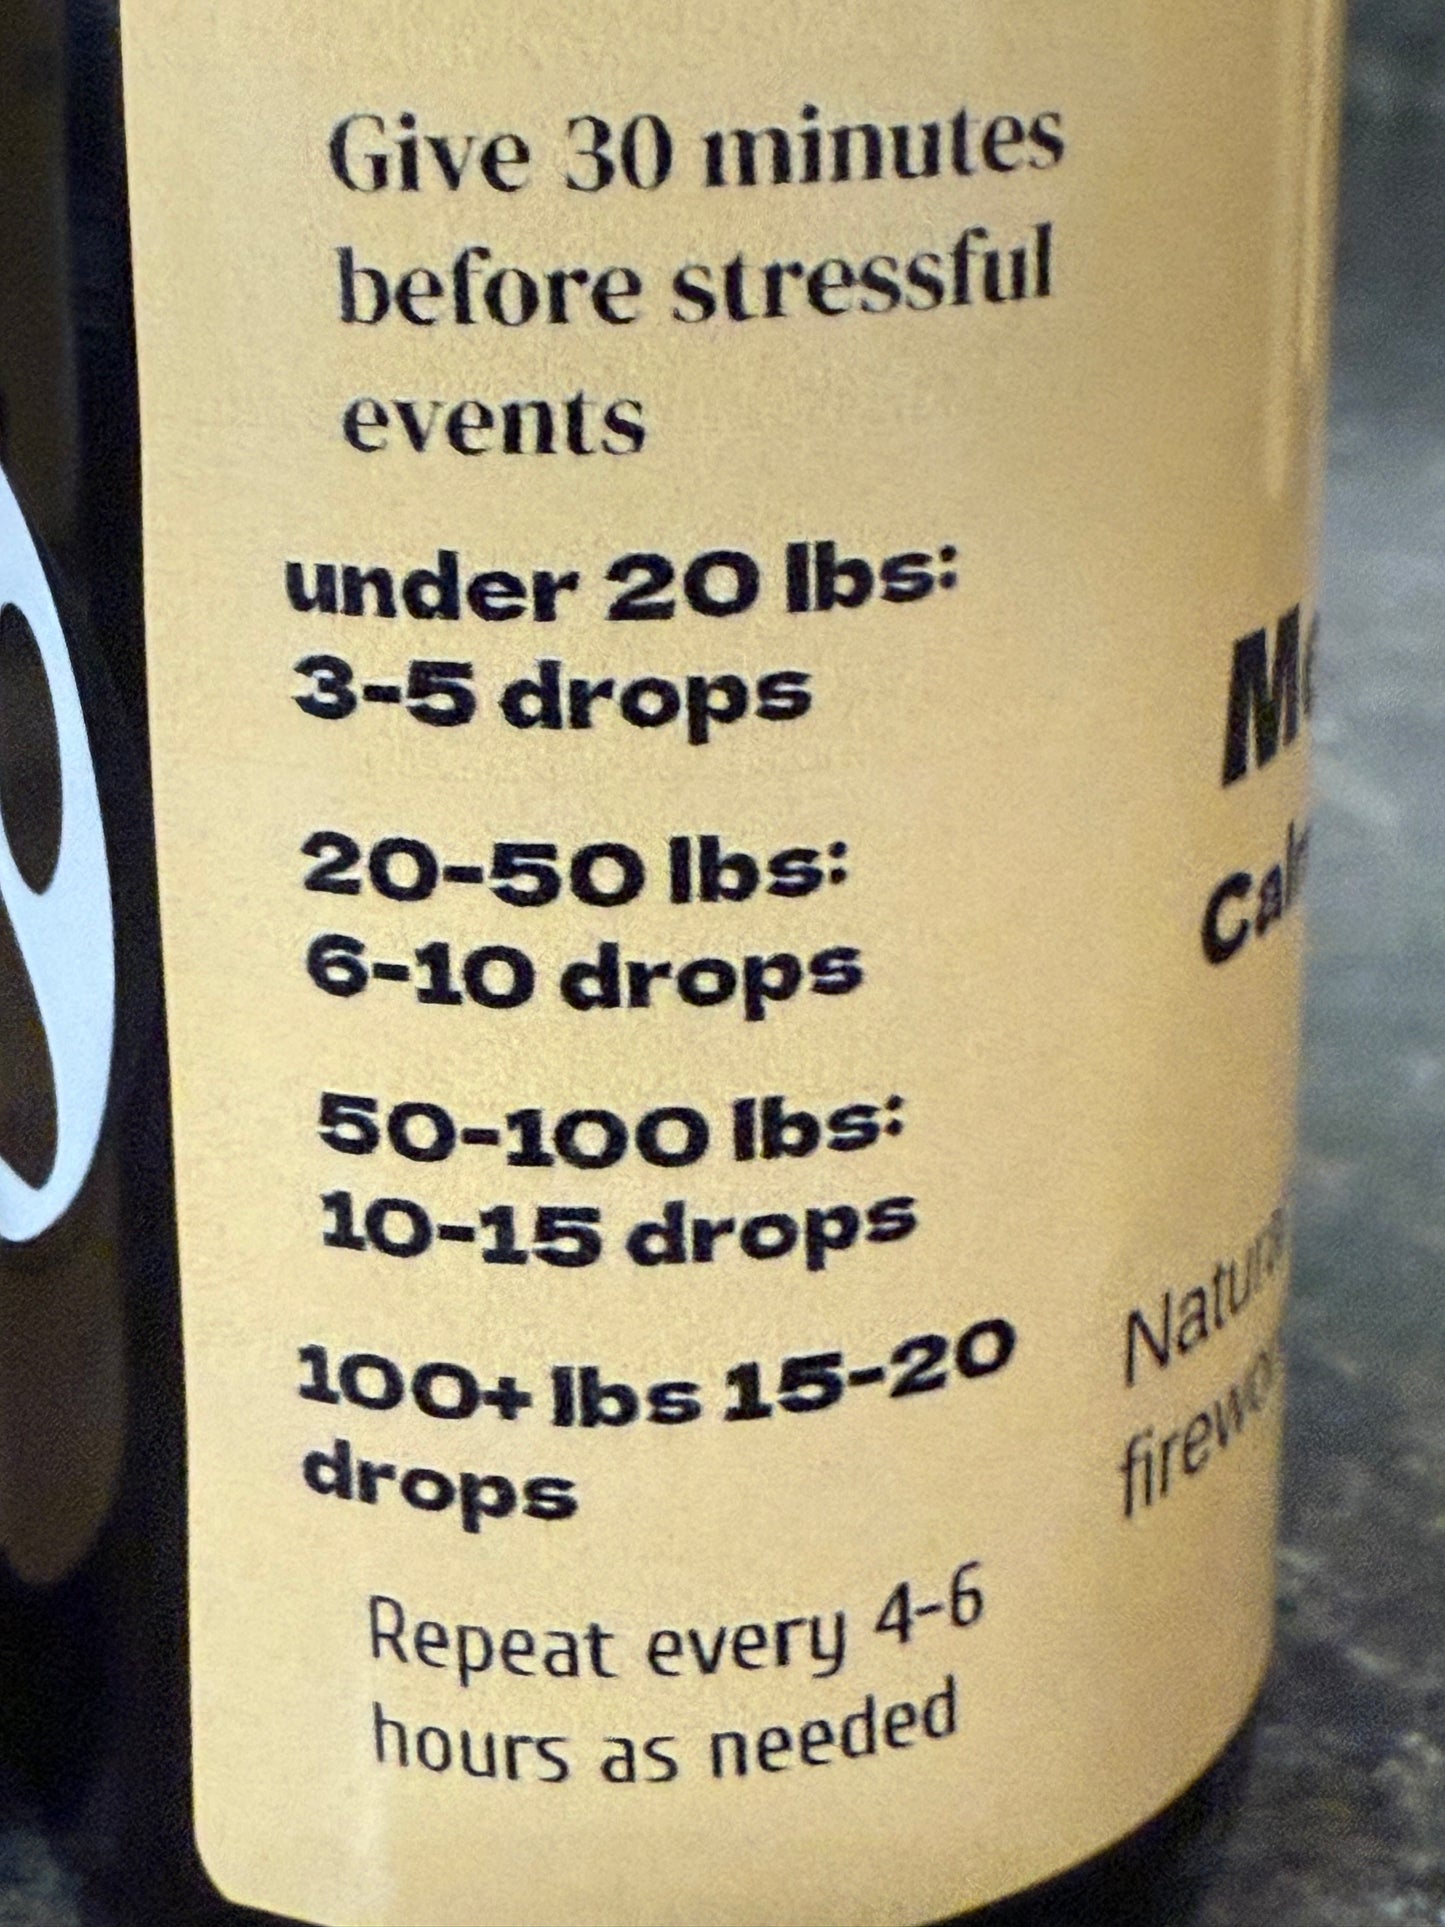 Give 30 minutes
before stressful
events
under 20 lbs:
3-5 drops
20-50 lbs:
6-10 drops
50-100 lbs:
10-15 drops
100+ lbs 15-20
drops
Repeat every 4-6
hours as needed